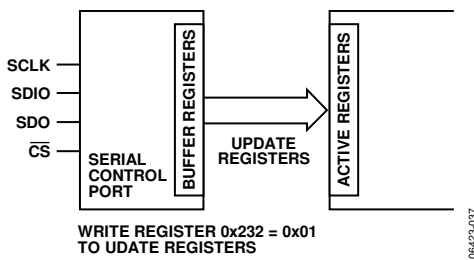 SCLK
SDIO
SDO
CS
SERIAL
CONTROL
PORT
BUFFER REGISTERS
UPDATE
REGISTERS
ACTIVE REGISTERS
WRITE REGISTER 0x232 = 0x01
TO UDATE REGISTERS
06423-037